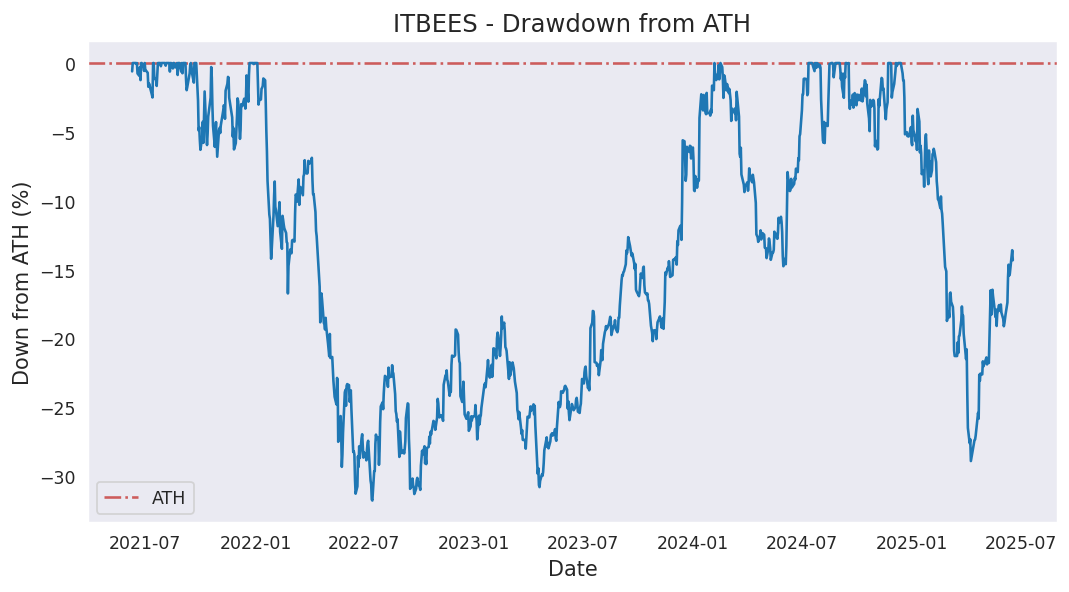 ITBEES - Drawdown from ATH
Down from ATH (%)
0
−5
−10
−15
−20
−25
−30
ATH
2021-07 2022-01 2022-07 2023-01 2023-07 2024-01 2024-07 2025-01 2025-07
Date